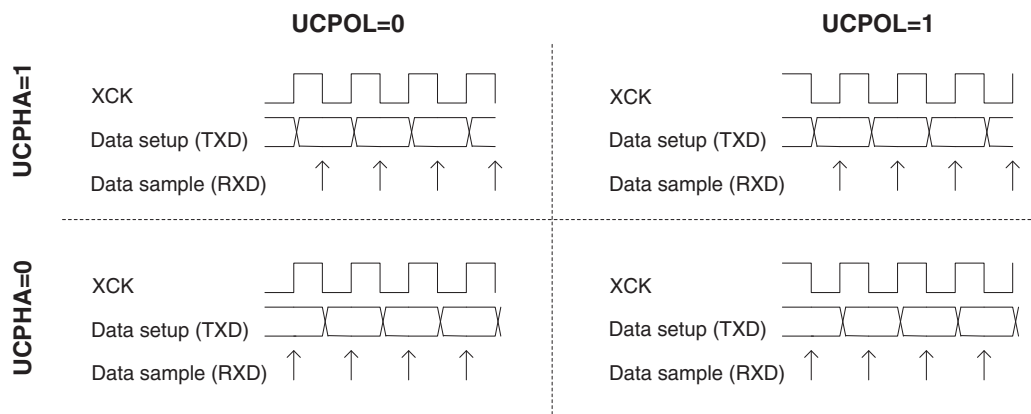 UCPOL=0
UCPOL=1
UCPHA=1
XCK
Data setup (TXD)
Data sample (RXD)
XCK
Data setup (TXD)
Data sample (RXD)
UCPHA=0
XCK
Data setup (TXD)
Data sample (RXD)
XCK
Data setup (TXD)
Data sample (RXD)